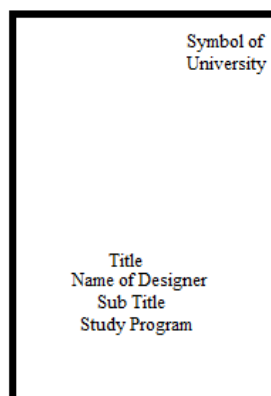 Symbol of
University
Title
Name of Designer
Sub Title
Study Program